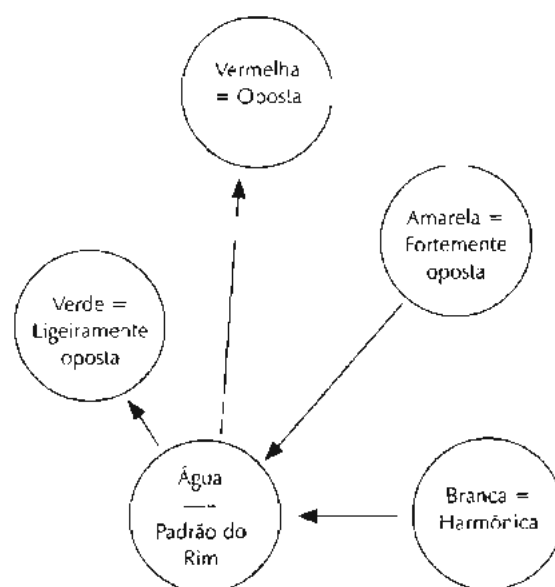 Vermelha
= Oposta
Amarela =
Fortemente
oposta
Verde =
Ligeiramente
oposta
Água
—
Padrão do
Rim
Branca =
Harmônica